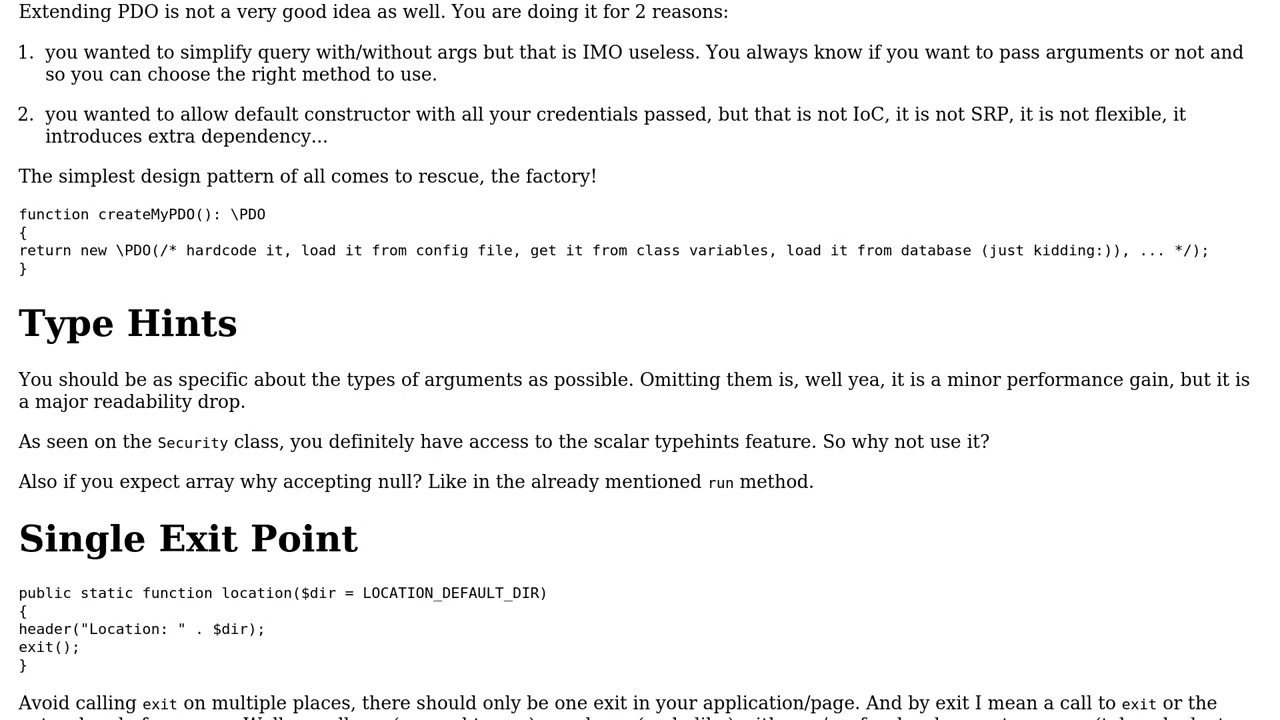 Extending PDO is not a very good idea as well. You are doing it for 2 reasons:
1. you wanted to simplify query with/without args but that is IMO useless. You always know if you want to pass arguments or not and
so you can choose the right method to use.
2. you wanted to allow default constructor with all your credentials passed, but that is not IoC, it is not SRP, it is not flexible, it
introduces extra dependency...
The simplest design pattern of all comes to rescue, the factory!
function createMyPDO(): \PDO
{
return new \PDO(/* hardcode it, load it from config file, get it from class variables, load it from database (just kidding:)), ... */);
}
Type Hints
You should be as specific about the types of arguments as possible. Omitting them is, well yea, it is a minor performance gain, but it is
a major readability drop.
As seen on the Security class, you definitely have access to the scalar typehints feature. So why not use it?
Also if you expect array why accepting null? Like in the already mentioned run method.
Single Exit Point
public static function location($dir = LOCATION_DEFAULT_DIR)
{
header("Location: " . $dir);
exit();
}
Avoid calling exit on multiple places, there should only be one exit in your application/page. And by exit I mean a call to exit or the